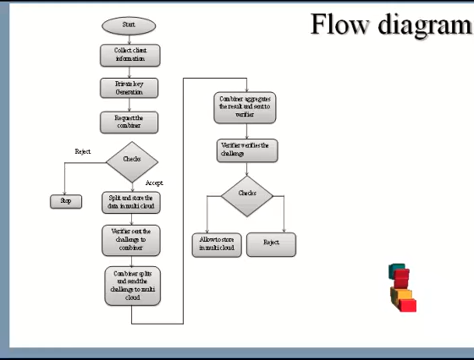 Flow diagram
Start
Collect client
information
Private key
Generation
Request the
combiner
Checks
Reject
Accept
Stop
Split and store the
data in multi cloud
Verifier sent the
challenge to
combiner
Combiner splits
and send the
challenge to multi
cloud
Combiner aggregates
the result and sent to
verifier
Verifier verifies the
challenge
Checks
Allow to store
in multi cloud
Reject